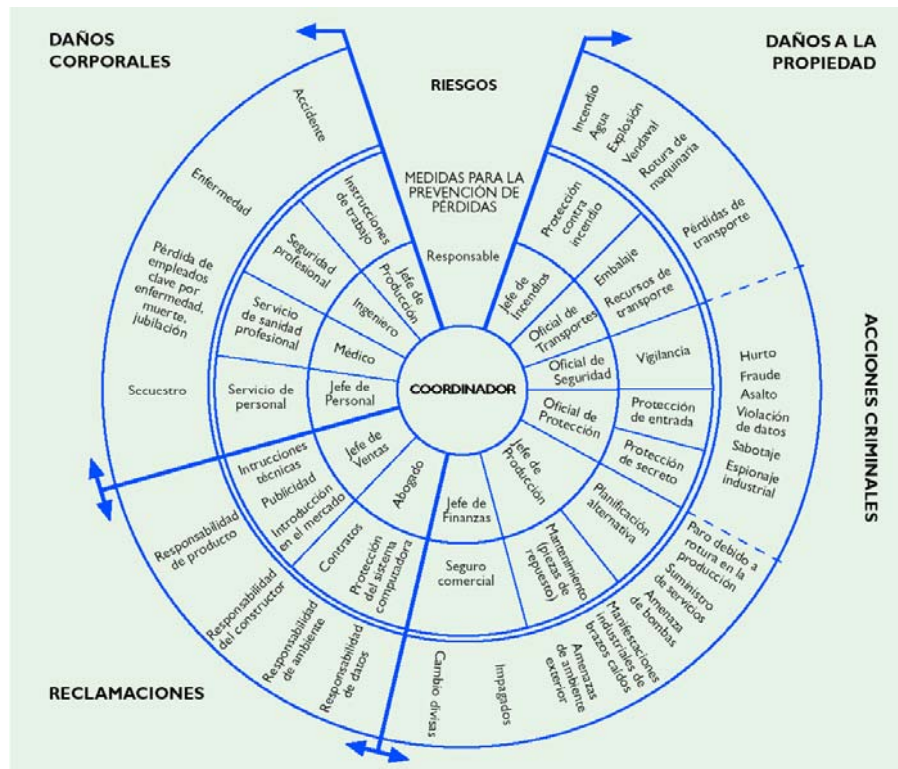 DAÑOS
CORPORALES
RIESGOS
DAÑOS A LA
PROPIEDAD
MEDIDAS PARA LA
PREVENCIÓN DE
PÉRDIDAS
Responsable
COORDINADOR
Incendio
Agua
Explosión
Vendaval
Rotura de
maquinaria
Pérdidas de
transporte
Protección
contra
incendio
Embalaje
Recursos de
transporte
Jefe de
Incendios
Oficial de
Transportes
ACCIONES CRIMINALES
Hurto
Fraude
Asalto
Violación
de datos
Sabotaje
Espionaje
industrial
Vigilancia
Protección
de entrada
Protección
de secreto
Oficial de
Seguridad
Oficial de
Protección
Paro debido a
rotura en la
producción
Suministro
de servicios
Amenaza
de bombas
Manifestaciones
industriales de
brazos caídos
Amenazas
de ambiente
exterior
Impagados
Cambio divisas
Planificación
alternativa
Mantenimiento
(piezas de
repuesto)
Seguro
comercial
Jefe de
Producción
Jefe de
Finanzas
RECLAMACIONES
Responsabilidad
de datos
Responsabilidad
de ambiente
Responsabilidad
del constructor
Responsabilidad
de producto
Protección
del sistema
computadora
Contratos
Introducción
en el mercado
Publicidad
Intrucciones
técnicas
Abogado
Jefe de
Ventas
Secuestro
Pérdida de
empleados
clave por
enfermedad,
muerte,
jubilación
Enfermedad
Accidente
Servicio de
personal
Servicio
de sanidad
profesional
Seguridad
profesional
Instrucciones
de trabajo
Jefe de
Personal
Médico
Ingeniero
Jefe de
Producción